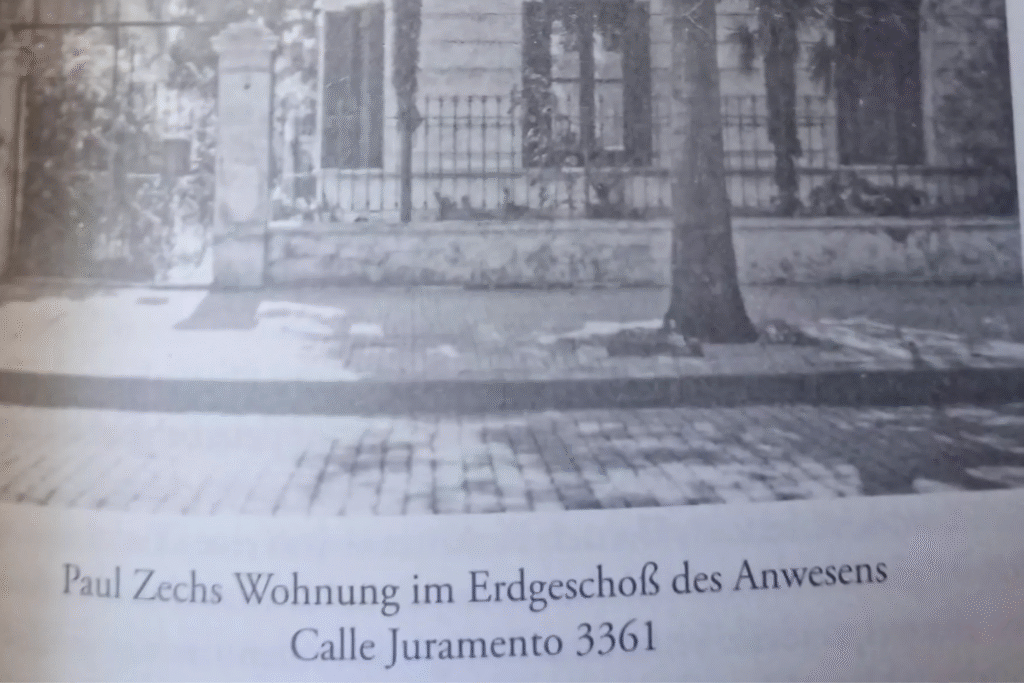 Paul Zechs Wohnung im Erdgeschoß des Anwesens
Calle Juramento 3361